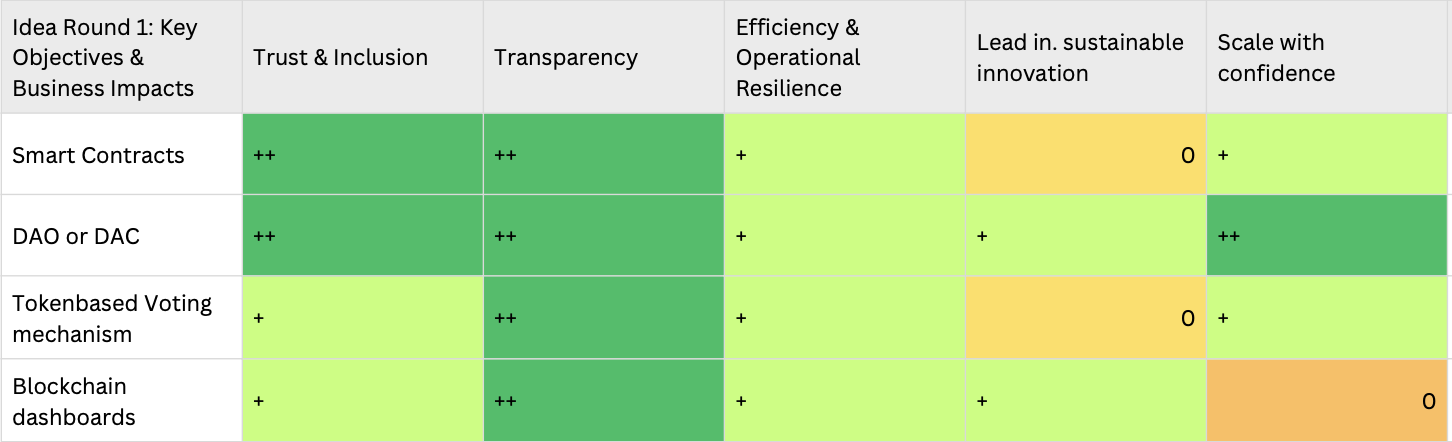 Idea Round 1: Key
Objectives &
Business Impacts
Trust & Inclusion
Transparency
Efficiency &
Operational
Resilience
Lead in. sustainable
innovation
Scale with
confidence
Smart Contracts
++
++
+
0
+
DAO or DAC
++
++
+
+
++
Tokenbased Voting
mechanism
+
++
+
0
+
Blockchain
dashboards
+
++
+
+
0